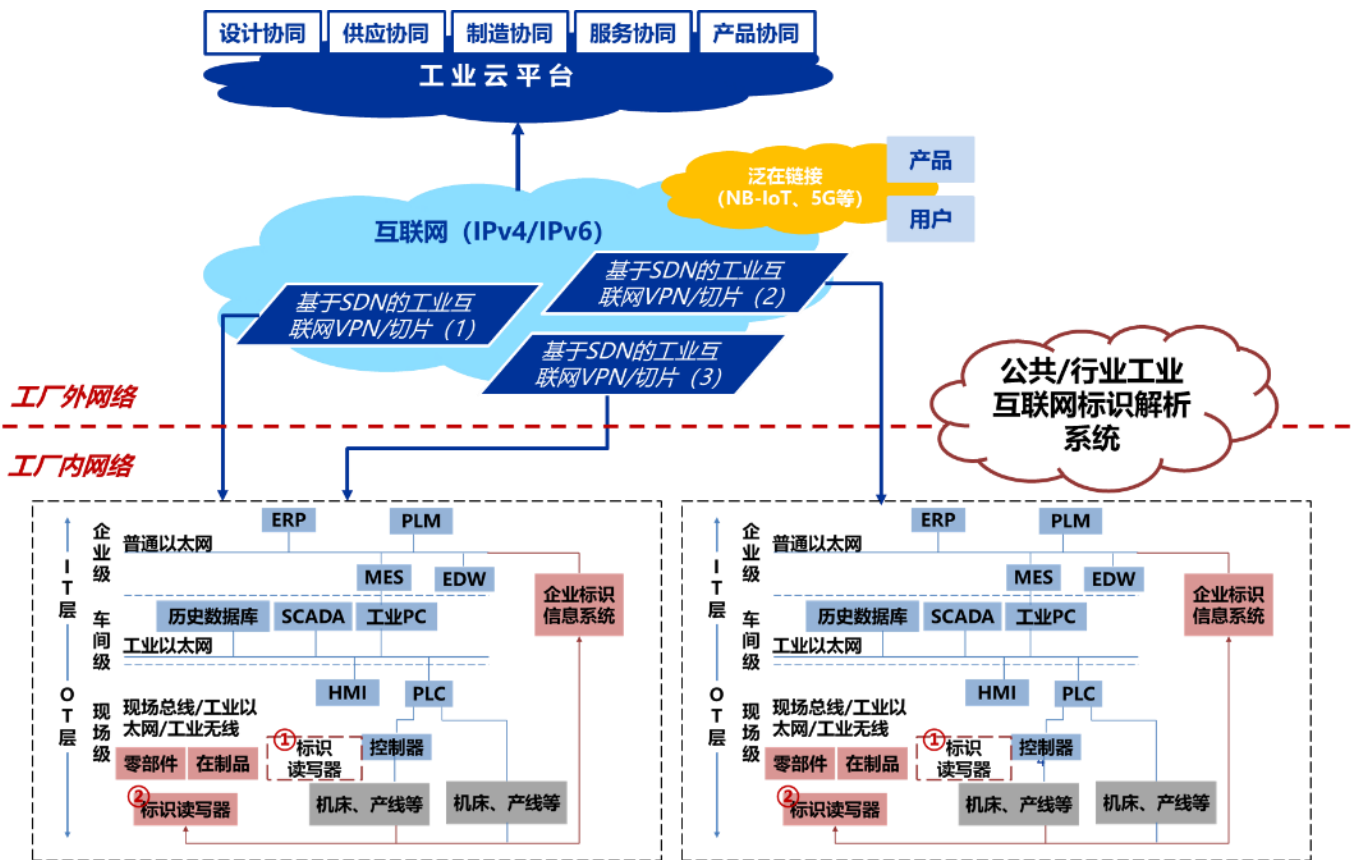 设计协同
供应协同
制造协同
服务协同
产品协同
工业云平台
泛在链接
（NB-IoT、5G等）
产品
用户
互联网（IPv4/IPv6）
基于SDN的工业互
联网VPN/切片（1）
基于SDN的工业互
联网VPN/切片（2）
基于SDN的工业互
联网VPN/切片（3）
公共/行业工业
互联网标识解析
系统
工厂外网络
工厂内网络
IT层
OT层
企业级
车间级
现场级
ERP
PLM
普通以太网
MES
EDW
企业标识
信息系统
历史数据库
SCADA
工业PC
工业以太网
HMI
PLC
现场总线/工业以
太网/工业无线
①
标识
读写器
控制器
零部件
在制品
②
标识读写器
机床、产线等
机床、产线等
IT层
OT层
企业级
车间级
现场级
ERP
PLM
普通以太网
MES
EDW
企业标识
信息系统
历史数据库
SCADA
工业PC
工业以太网
HMI
PLC
现场总线/工业以
太网/工业无线
①
标识
读写器
控制器
零部件
在制品
②
标识读写器
机床、产线等
机床、产线等